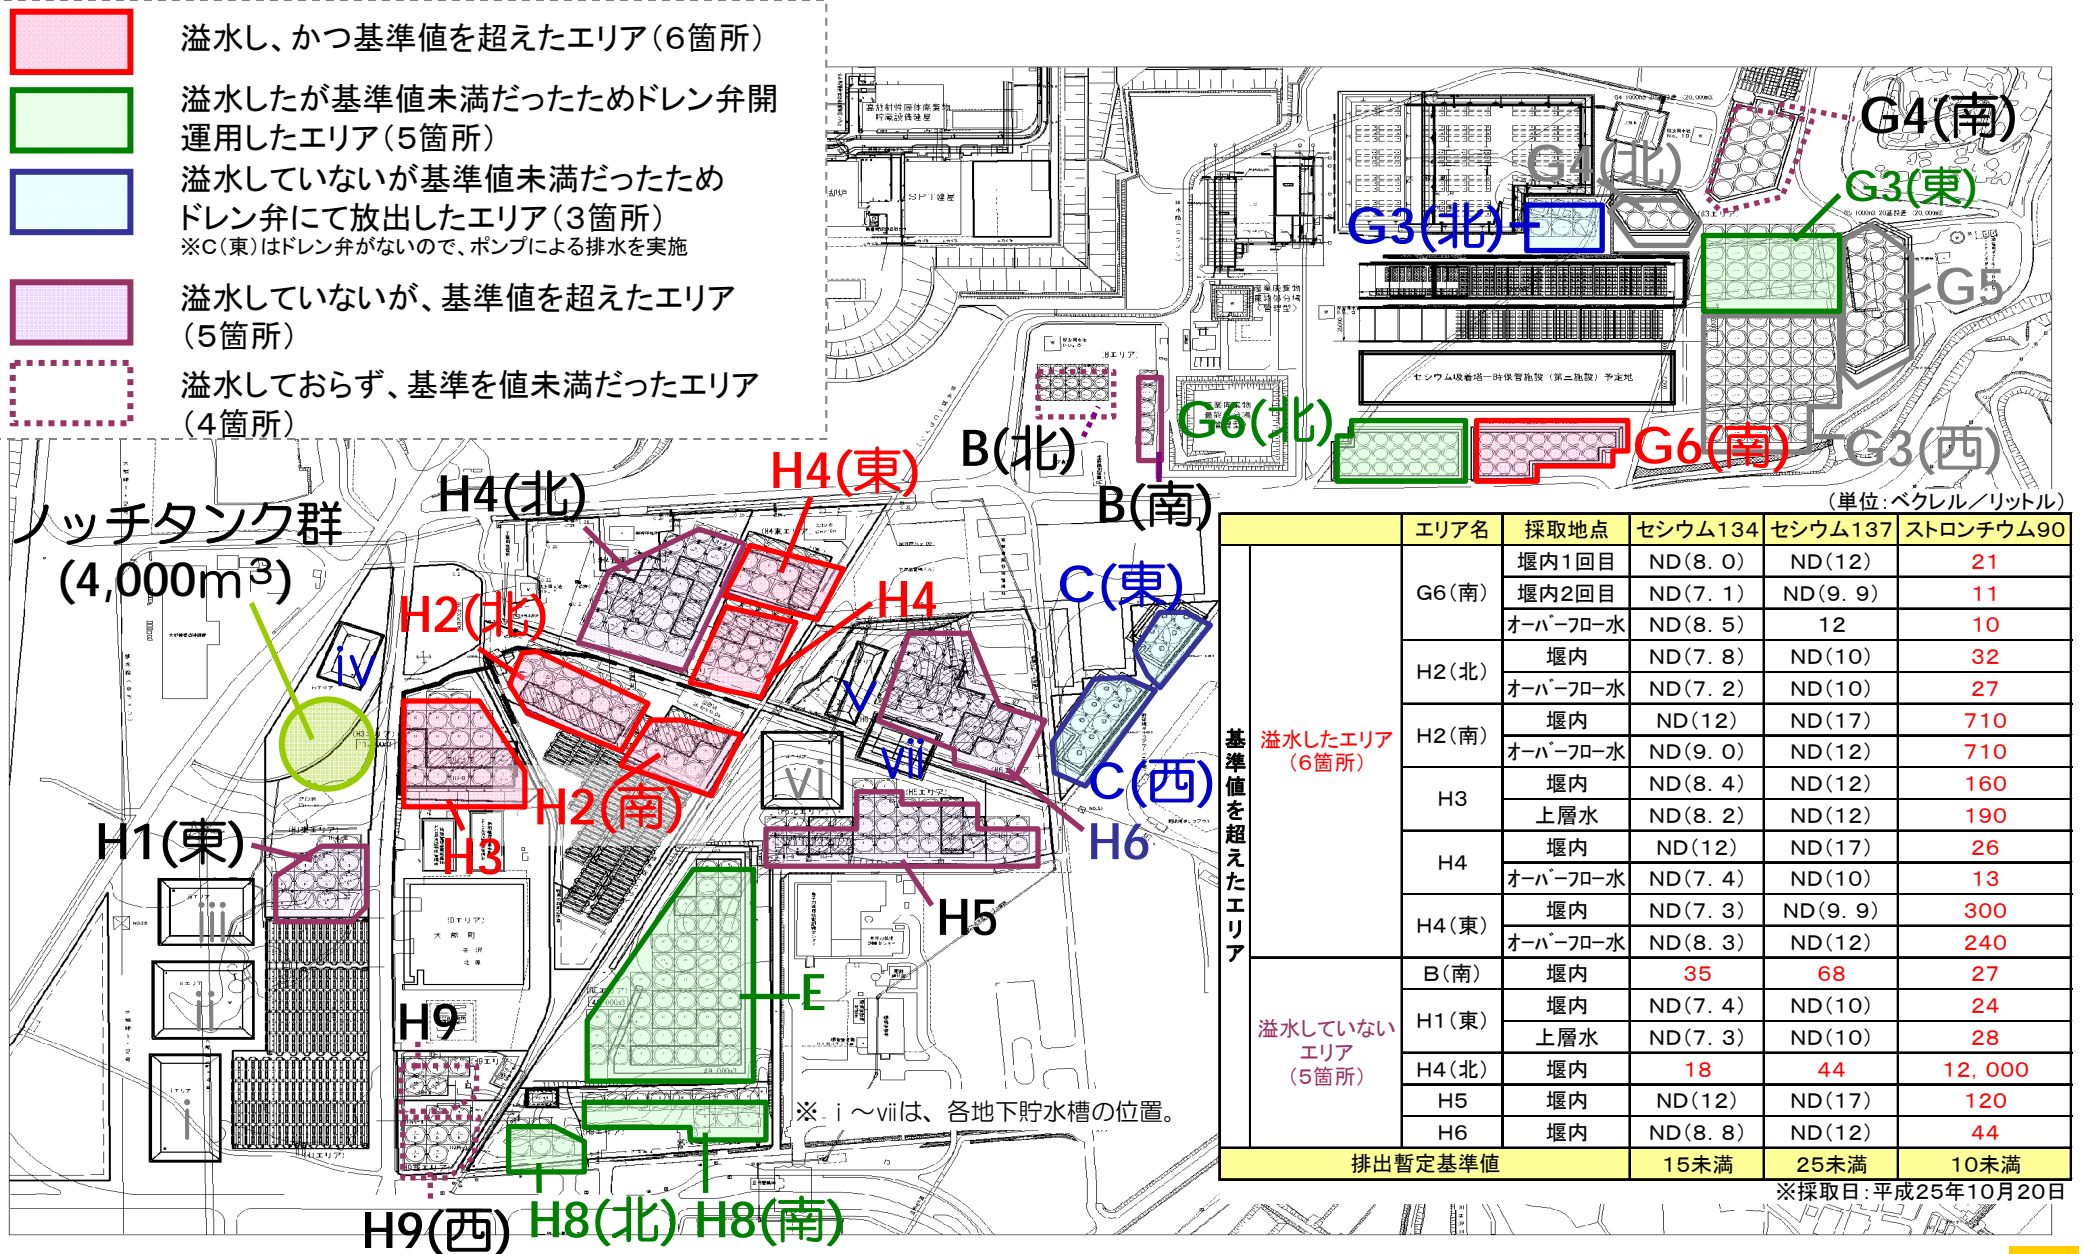 溢水し、かつ基準値を超えたエリア（６箇所）
溢水したが基準値未満だったためドレン弁開
運用したエリア（５箇所）
溢水していないが基準値未満だったため
ドレン弁にて放出したエリア（３箇所）
※C（東）はドレン弁がないので、ポンプによる排水を実施
溢水していないが、基準値を超えたエリア
（５箇所）
溢水しておらず、基準を値未満だったエリア
（４箇所）
G4(南)
G4(北)
G3(東)
G3(北)
G5
セシウム吸着塔一時保管施設（第三施設）予定地
G6(北)
G6(南)
G3(西)
B(北)
B(南)
H4(北)
H4(東)
ノッチタンク群
(4,000m³)
H2(北)
H4
C(東)
iv
v
vii
vi
C(西)
H2(南)
H3
H6
H1(東)
H5
iii
ii
i
E
H9
H9(西)
H8(北)
H8(南)
※ｉ～viiは、各地下貯水槽の位置。
（単位：ベクレル／リットル）
エリア名 採取地点 セシウム134 セシウム137 ストロンチウム90
基準値を超えたエリア
溢水したエリア
（６箇所）
G6（南） 堰内1回目 ND(8.0) ND(12) 21
堰内2回目 ND(7.1) ND(9.9) 11
オーバーフロー水 ND(8.5) 12 10
H2（北） 堰内 ND(7.8) ND(10) 32
オーバーフロー水 ND(7.2) ND(10) 27
H2（南） 堰内 ND(12) ND(17) 710
オーバーフロー水 ND(9.0) ND(12) 710
H3 堰内 ND(8.4) ND(12) 160
上層水 ND(8.2) ND(12) 190
H4 堰内 ND(12) ND(17) 26
オーバーフロー水 ND(7.4) ND(10) 13
H4（東） 堰内 ND(7.3) ND(9.9) 300
オーバーフロー水 ND(8.3) ND(12) 240
溢水していない
エリア
（５箇所）
B（南） 堰内 35 68 27
H1（東） 堰内 ND(7.4) ND(10) 24
上層水 ND(7.3) ND(10) 28
H4（北） 堰内 18 44 12,000
H5 堰内 ND(12) ND(17) 120
H6 堰内 ND(8.8) ND(12) 44
排出暫定基準値 15未満 25未満 10未満
※採取日：平成25年10月20日